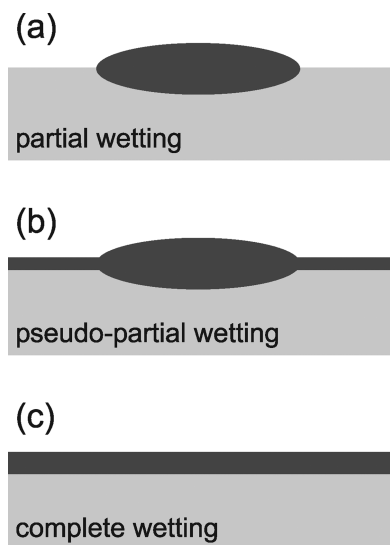 (a)
partial wetting
(b)
pseudo-partial wetting
(c)
complete wetting